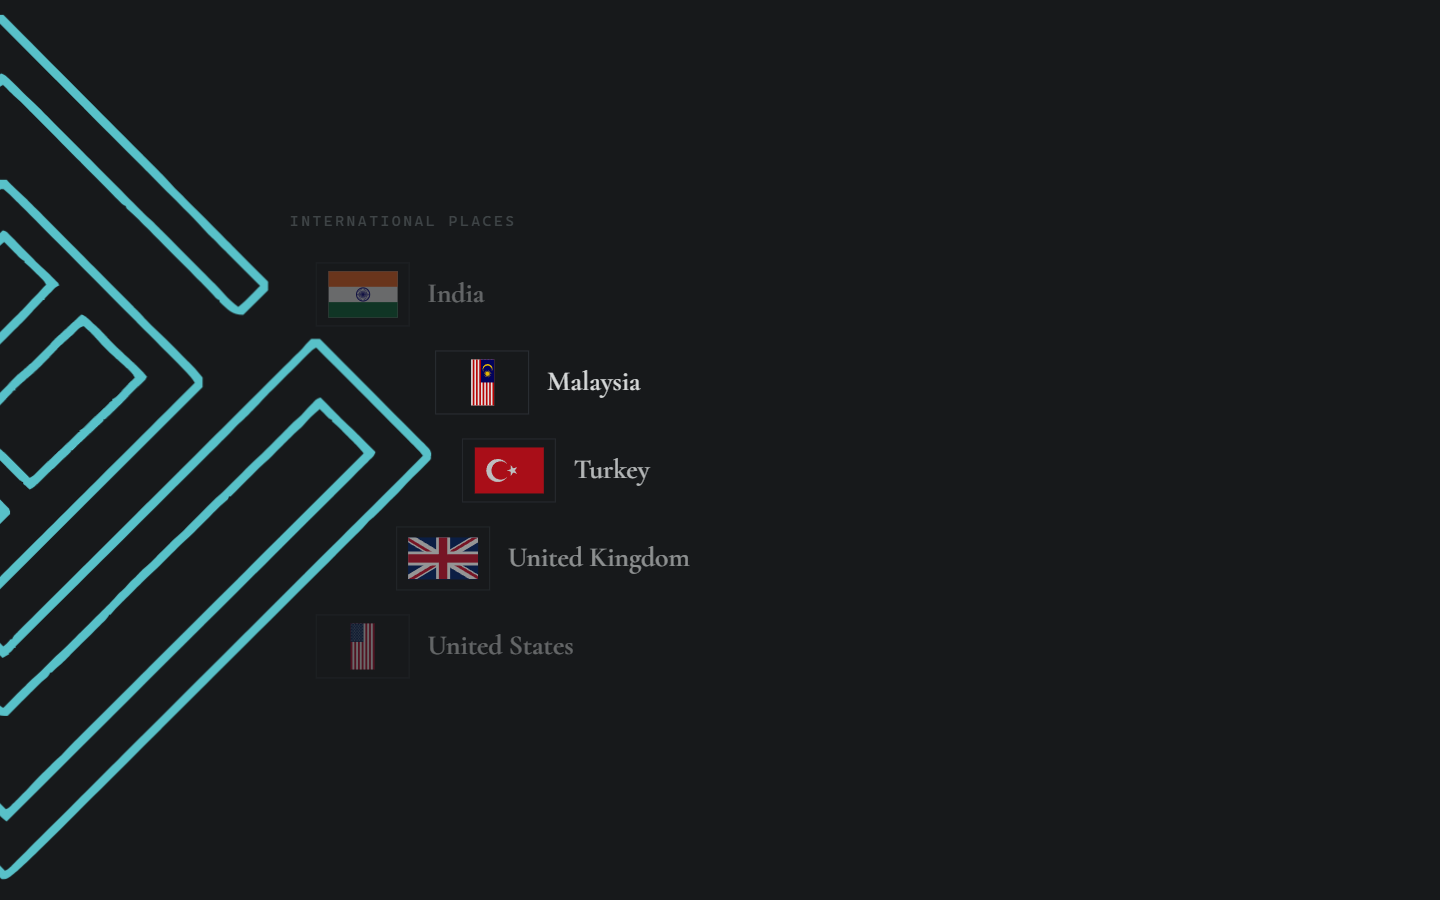 INTERNATIONAL PLACES
India
Malaysia
Turkey
United Kingdom
United States